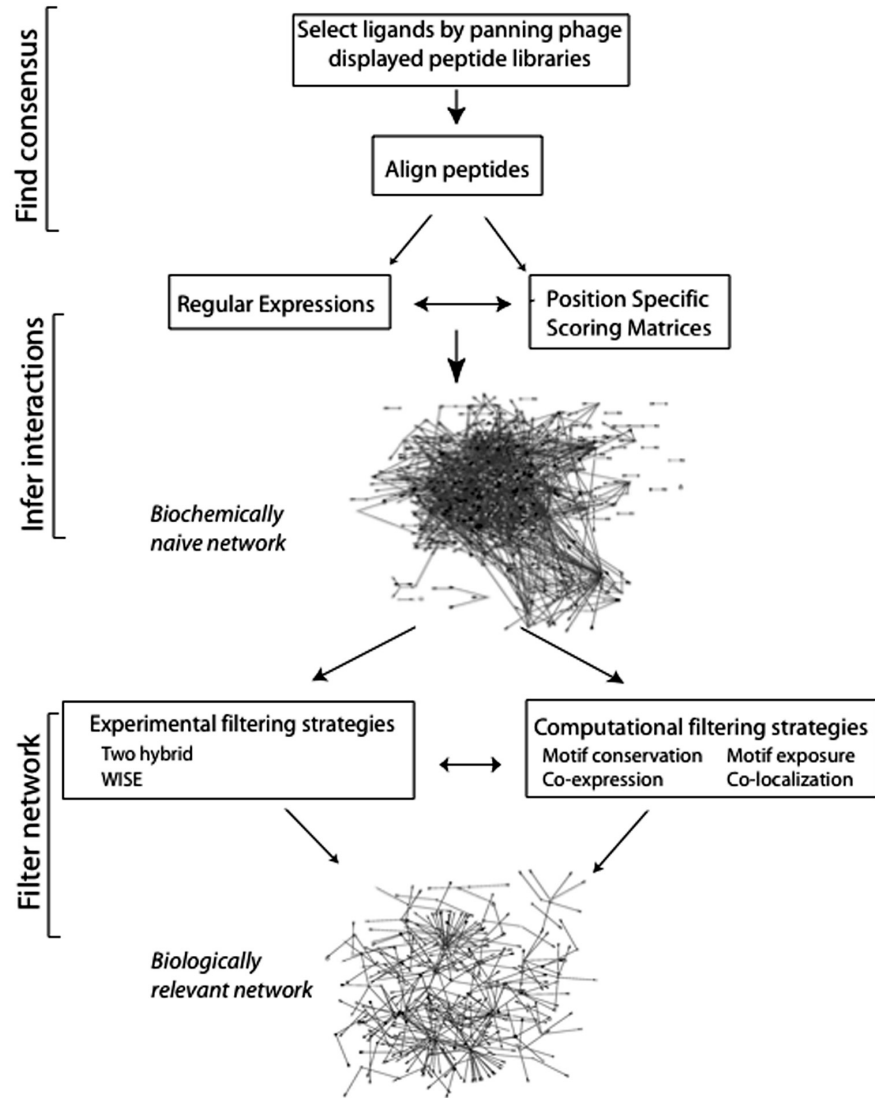 Find consensus
Select ligands by panning phage
displayed peptide libraries
Align peptides
Infer interactions
Regular Expressions
Position Specific
Scoring Matrices
Biochemically
naive network
Filter network
Experimental filtering strategies
Two hybrid
WISE
Computational filtering strategies
Motif conservation Motif exposure
Co-expression Co-localization
Biologically
relevant network